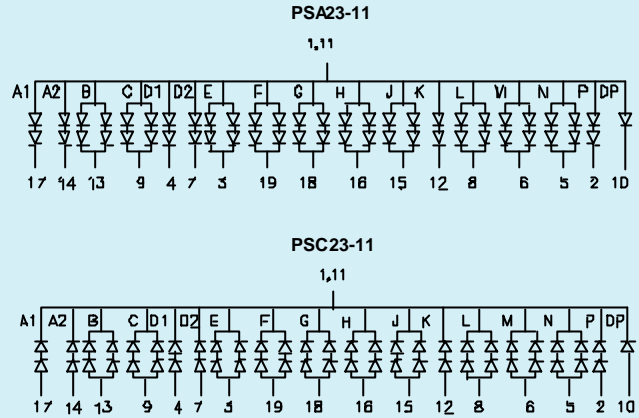 PSA23-11
1,11
A1 A2 B C D1 D2 E F G H J K L M N P DP
17 14 13 9 4 7 3 19 18 16 15 12 8 6 5 2 10
PSC23-11
1,11
A1 A2 B C D1 D2 E F G H J K L M N P DP
17 14 13 9 4 7 3 19 18 16 15 12 8 6 5 2 10